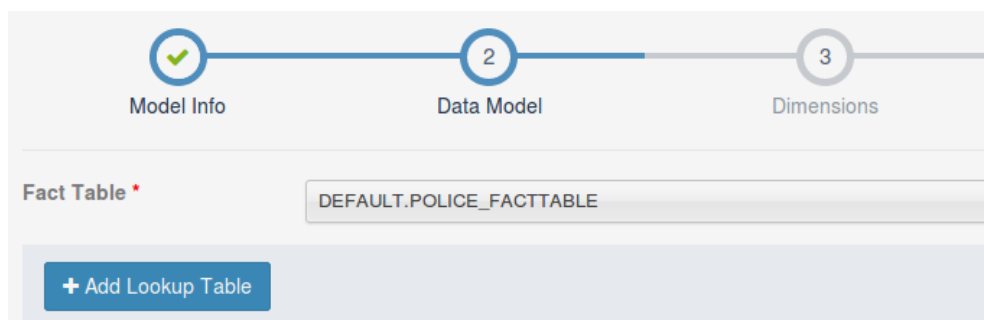 2 3
Model Info Data Model Dimensions
Fact Table * DEFAULT.POLICE_FACTTABLE
+ Add Lookup Table